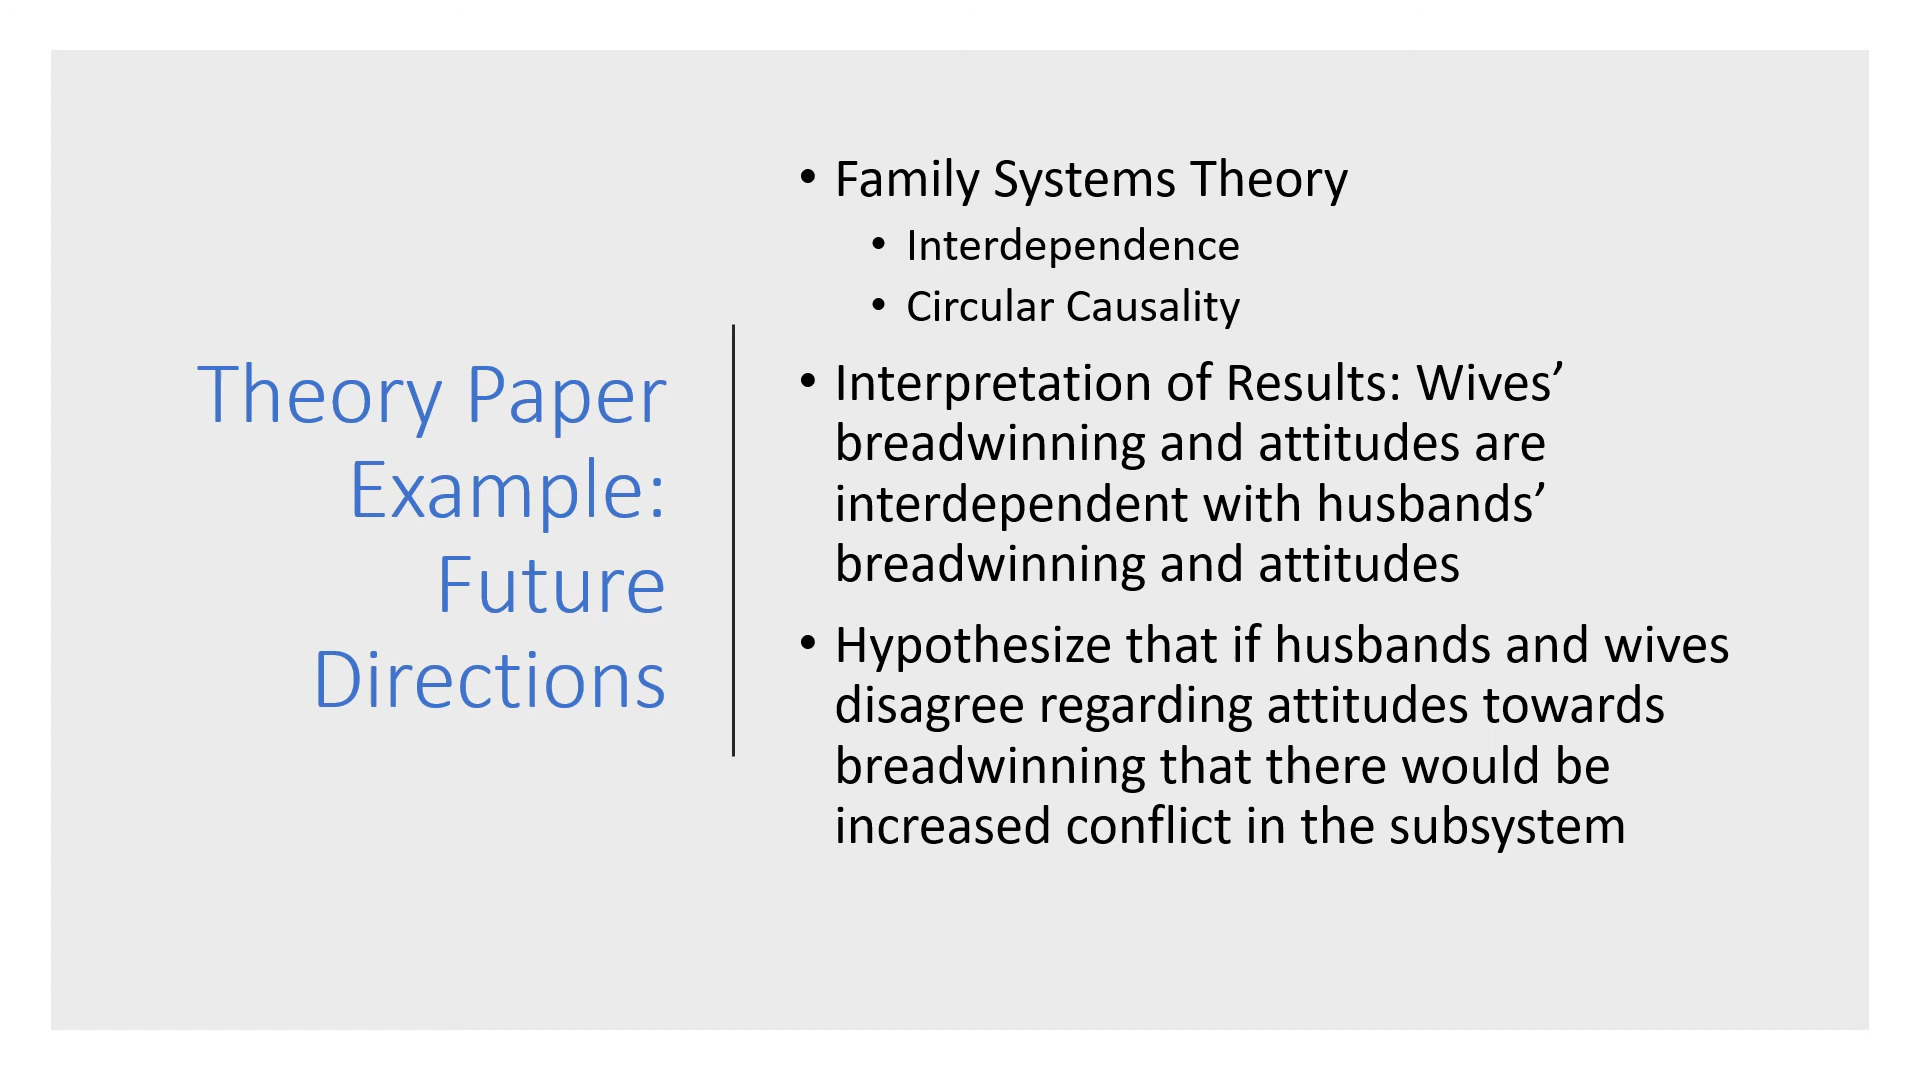 Theory Paper
Example:
Future
Directions
• Family Systems Theory
• Interdependence
• Circular Causality
• Interpretation of Results: Wives’
breadwinning and attitudes are
interdependent with husbands’
breadwinning and attitudes
• Hypothesize that if husbands and wives
disagree regarding attitudes towards
breadwinning that there would be
increased conflict in the subsystem